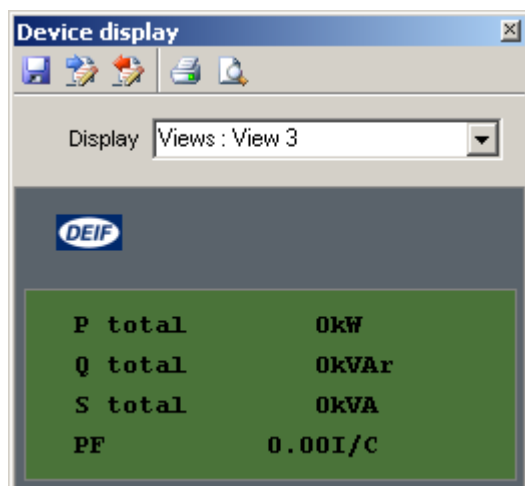 Device display
Display Views : View 3
DEIF
P total 0kW
Q total 0kVAr
S total 0kVA
PF 0.00I/C